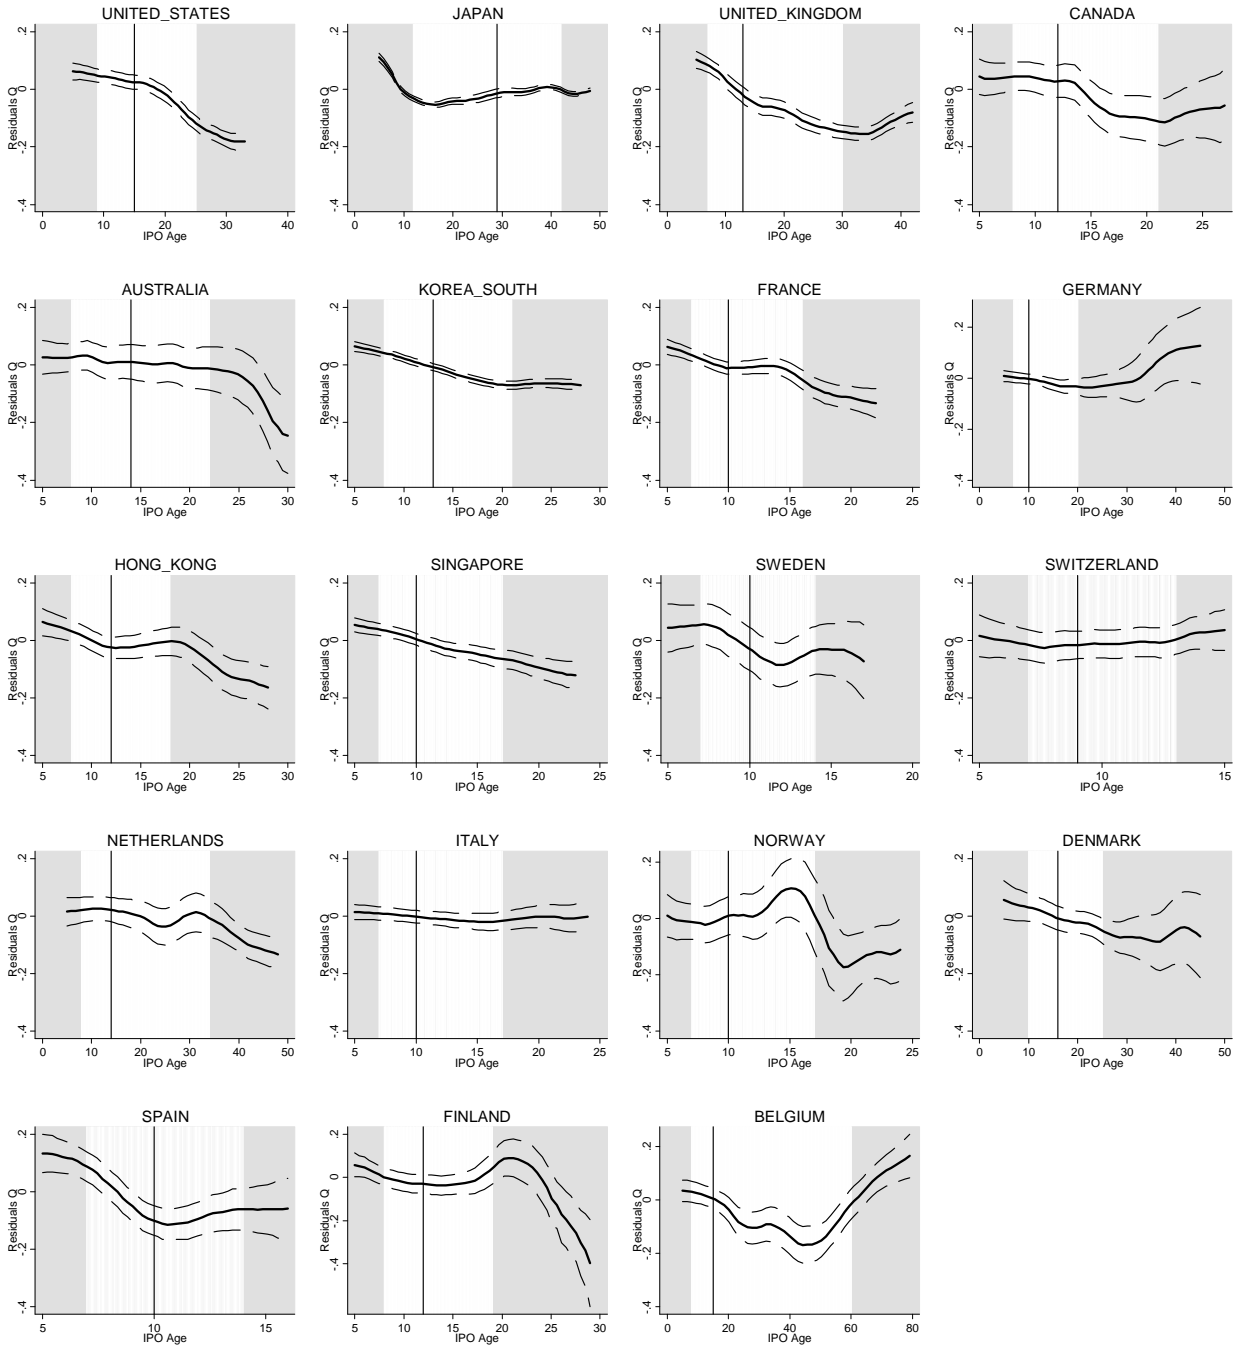 UNITED_STATES
Residuals Q
.2
0
-.2
-.4
0 10 20 30 40
IPO Age
JAPAN
Residuals Q
.2
0
-.2
-.4
0 10 20 30 40 50
IPO Age
UNITED_KINGDOM
Residuals Q
.2
0
-.2
-.4
0 10 20 30 40
IPO Age
CANADA
Residuals Q
.2
0
-.2
-.4
5 10 15 20 25
IPO Age
AUSTRALIA
Residuals Q
.2
0
-.2
-.4
5 10 15 20 25 30
IPO Age
KOREA_SOUTH
Residuals Q
.2
0
-.2
-.4
5 10 15 20 25 30
IPO Age
FRANCE
Residuals Q
.2
0
-.2
-.4
5 10 15 20 25
IPO Age
GERMANY
Residuals Q
.2
0
-.2
-.4
0 10 20 30 40 50
IPO Age
HONG_KONG
Residuals Q
.2
0
-.2
-.4
5 10 15 20 25 30
IPO Age
SINGAPORE
Residuals Q
.2
0
-.2
-.4
5 10 15 20 25
IPO Age
SWEDEN
Residuals Q
.2
0
-.2
-.4
5 10 15 20
IPO Age
SWITZERLAND
Residuals Q
.2
0
-.2
-.4
5 10 15
IPO Age
NETHERLANDS
Residuals Q
.2
0
-.2
-.4
0 10 20 30 40 50
IPO Age
ITALY
Residuals Q
.2
0
-.2
-.4
5 10 15 20 25
IPO Age
NORWAY
Residuals Q
.2
0
-.2
-.4
5 10 15 20 25
IPO Age
DENMARK
Residuals Q
.2
0
-.2
-.4
0 10 20 30 40 50
IPO Age
SPAIN
Residuals Q
.2
0
-.2
-.4
5 10 15
IPO Age
FINLAND
Residuals Q
.2
0
-.2
-.4
5 10 15 20 25 30
IPO Age
BELGIUM
Residuals Q
.2
0
-.2
-.4
0 20 40 60 80
IPO Age